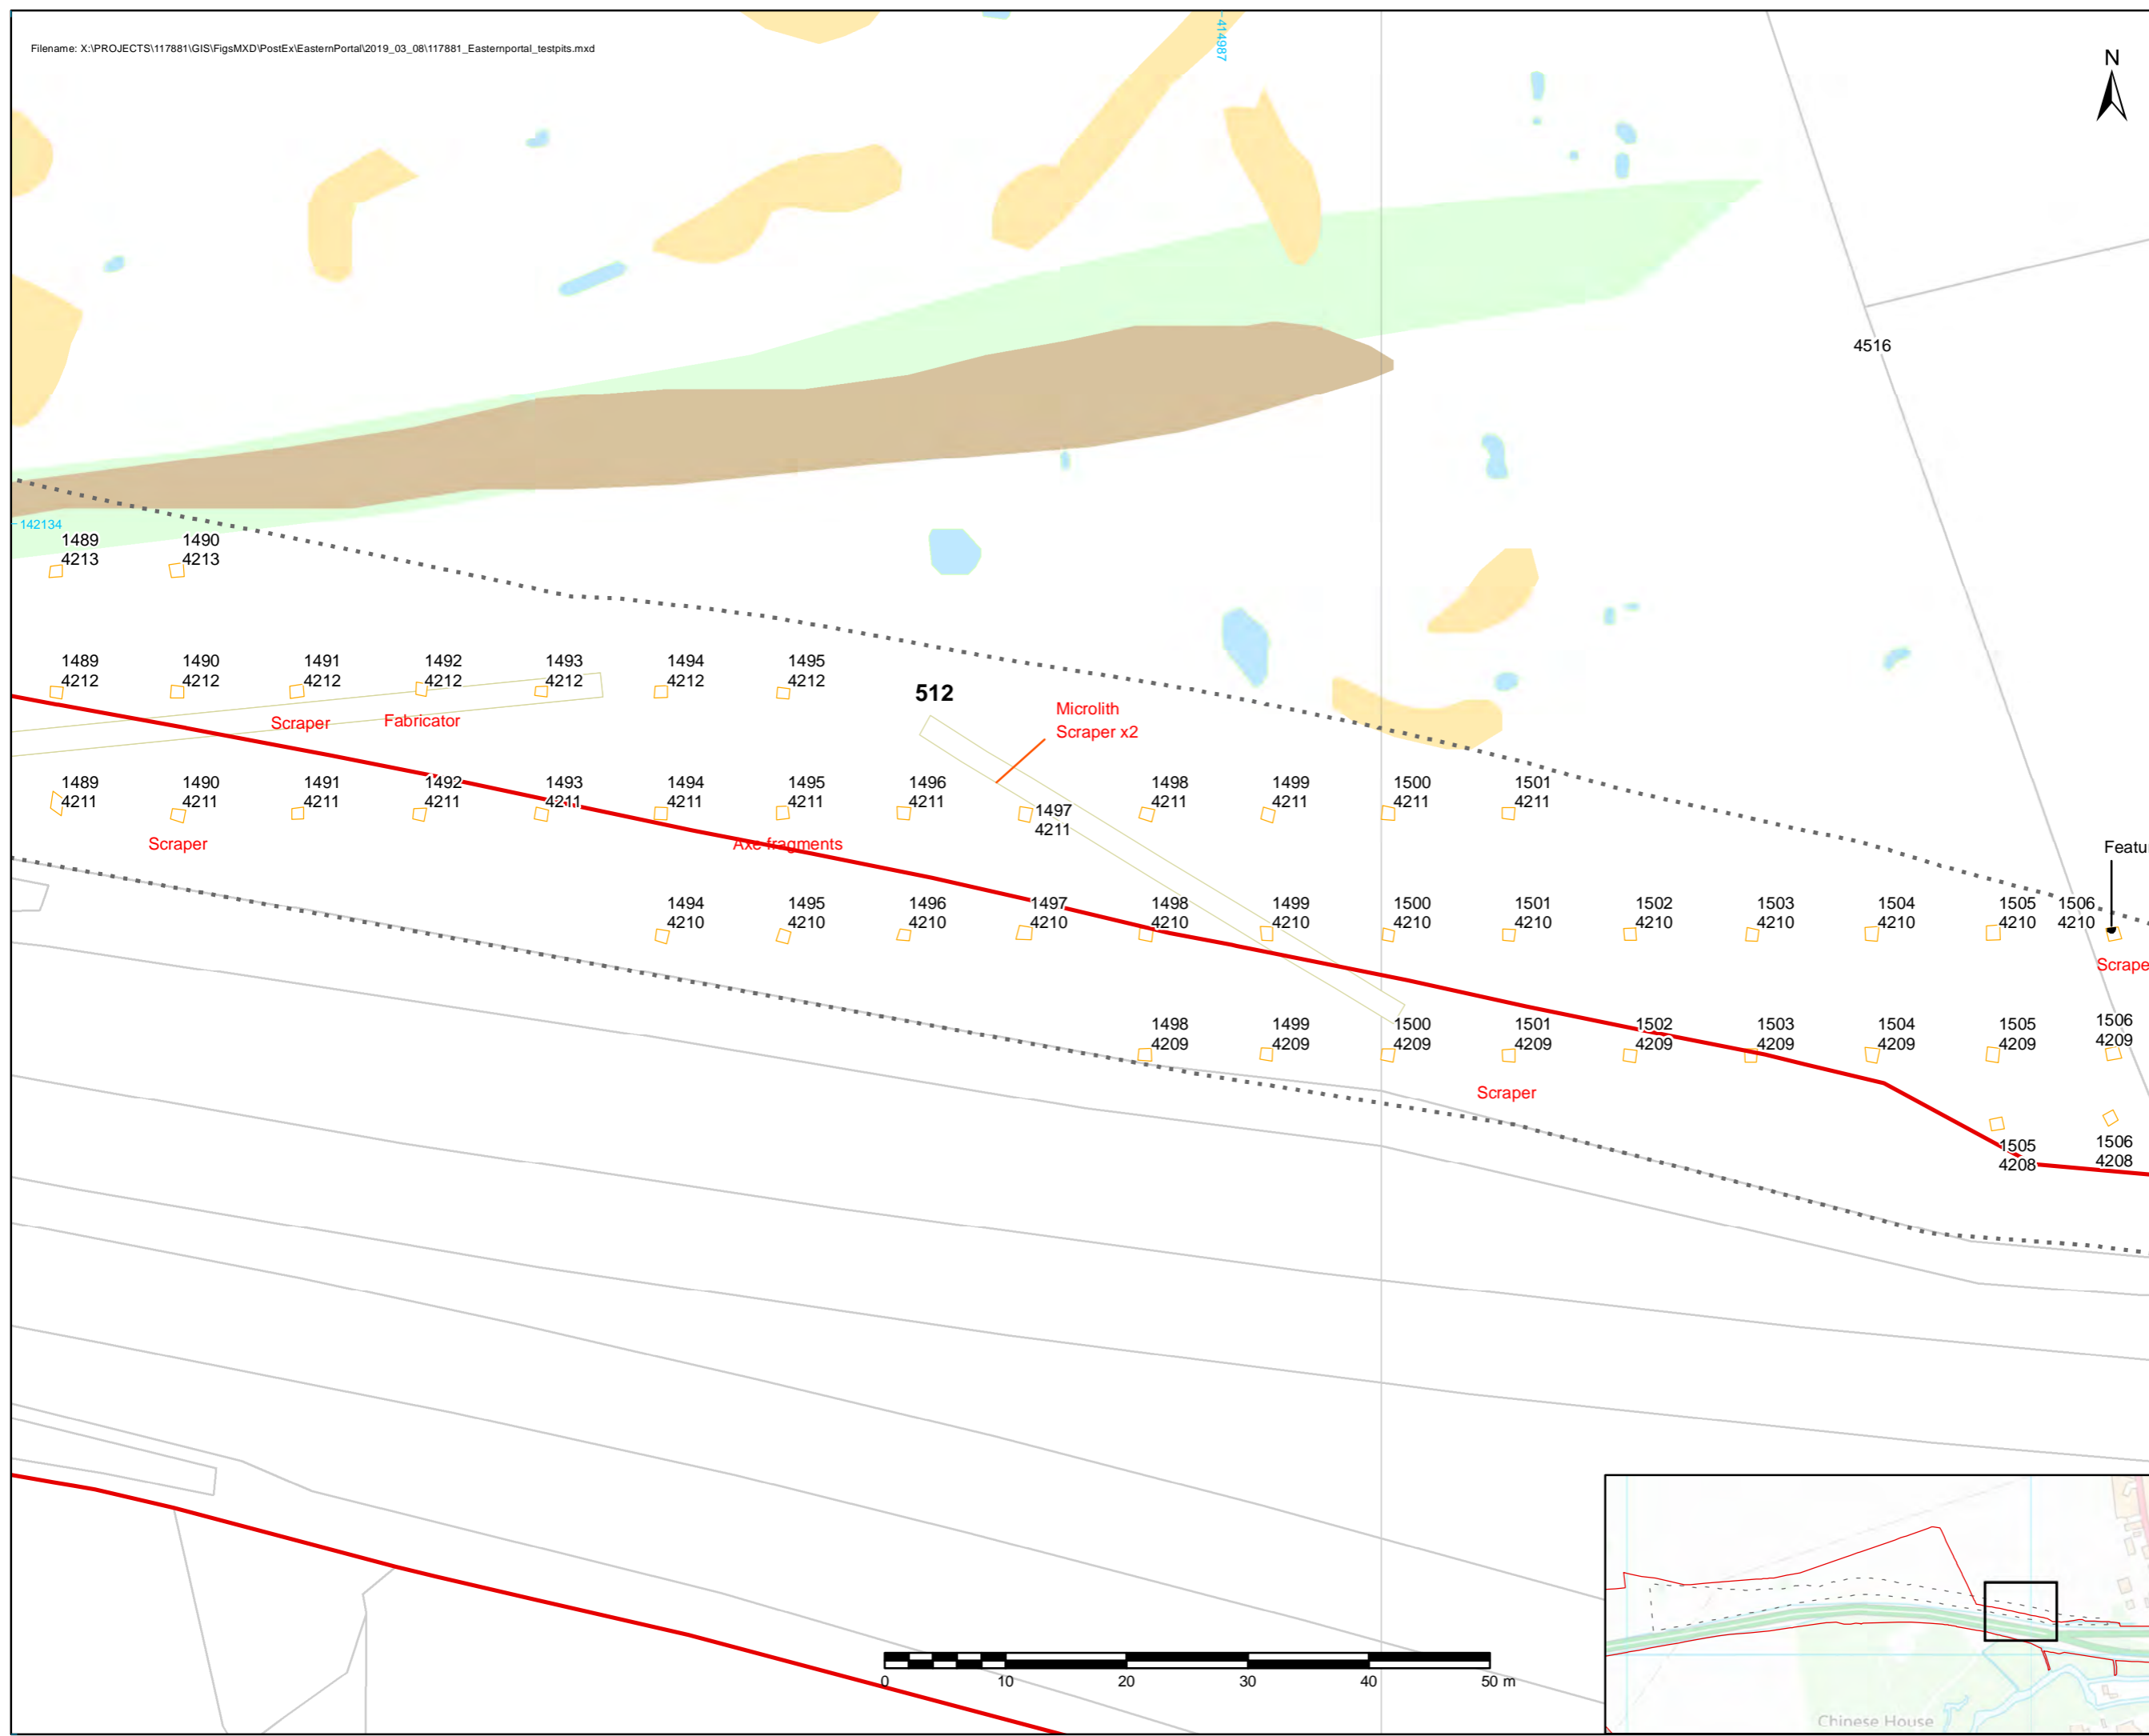 Filename: X:\PROJECTS\117881\GIS\FigsMXD\PostEx\EasternPortal\2019_03_08\117881_Easternportal_testpits.mxd
414987
N
4516
142134
1489 1490
4213 4213
1489 1490 1491 1492 1493 1494 1495
4212 4212 4212 4212 4212 4212 4212
512
Microlith
Scraper x2
Scraper Fabricator
1489 1490 1491 1492 1493 1494 1495 1496 1498 1499 1500 1501
4211 4211 4211 4211 4211 4211 4211 4211 4211 4211 4211 4211
1497
4211
Scraper Axe fragments
Featu
1494 1495 1496 1497 1498 1499 1500 1501 1502 1503 1504 1505 1506
4210 4210 4210 4210 4210 4210 4210 4210 4210 4210 4210 4210 4210
Scrape
1498 1499 1500 1501 1502 1503 1504 1505 1506
4209 4209 4209 4209 4209 4209 4209 4209 4209
Scraper
1505 1506
4208 4208
0 10 20 30 40 50 m
Chinese House